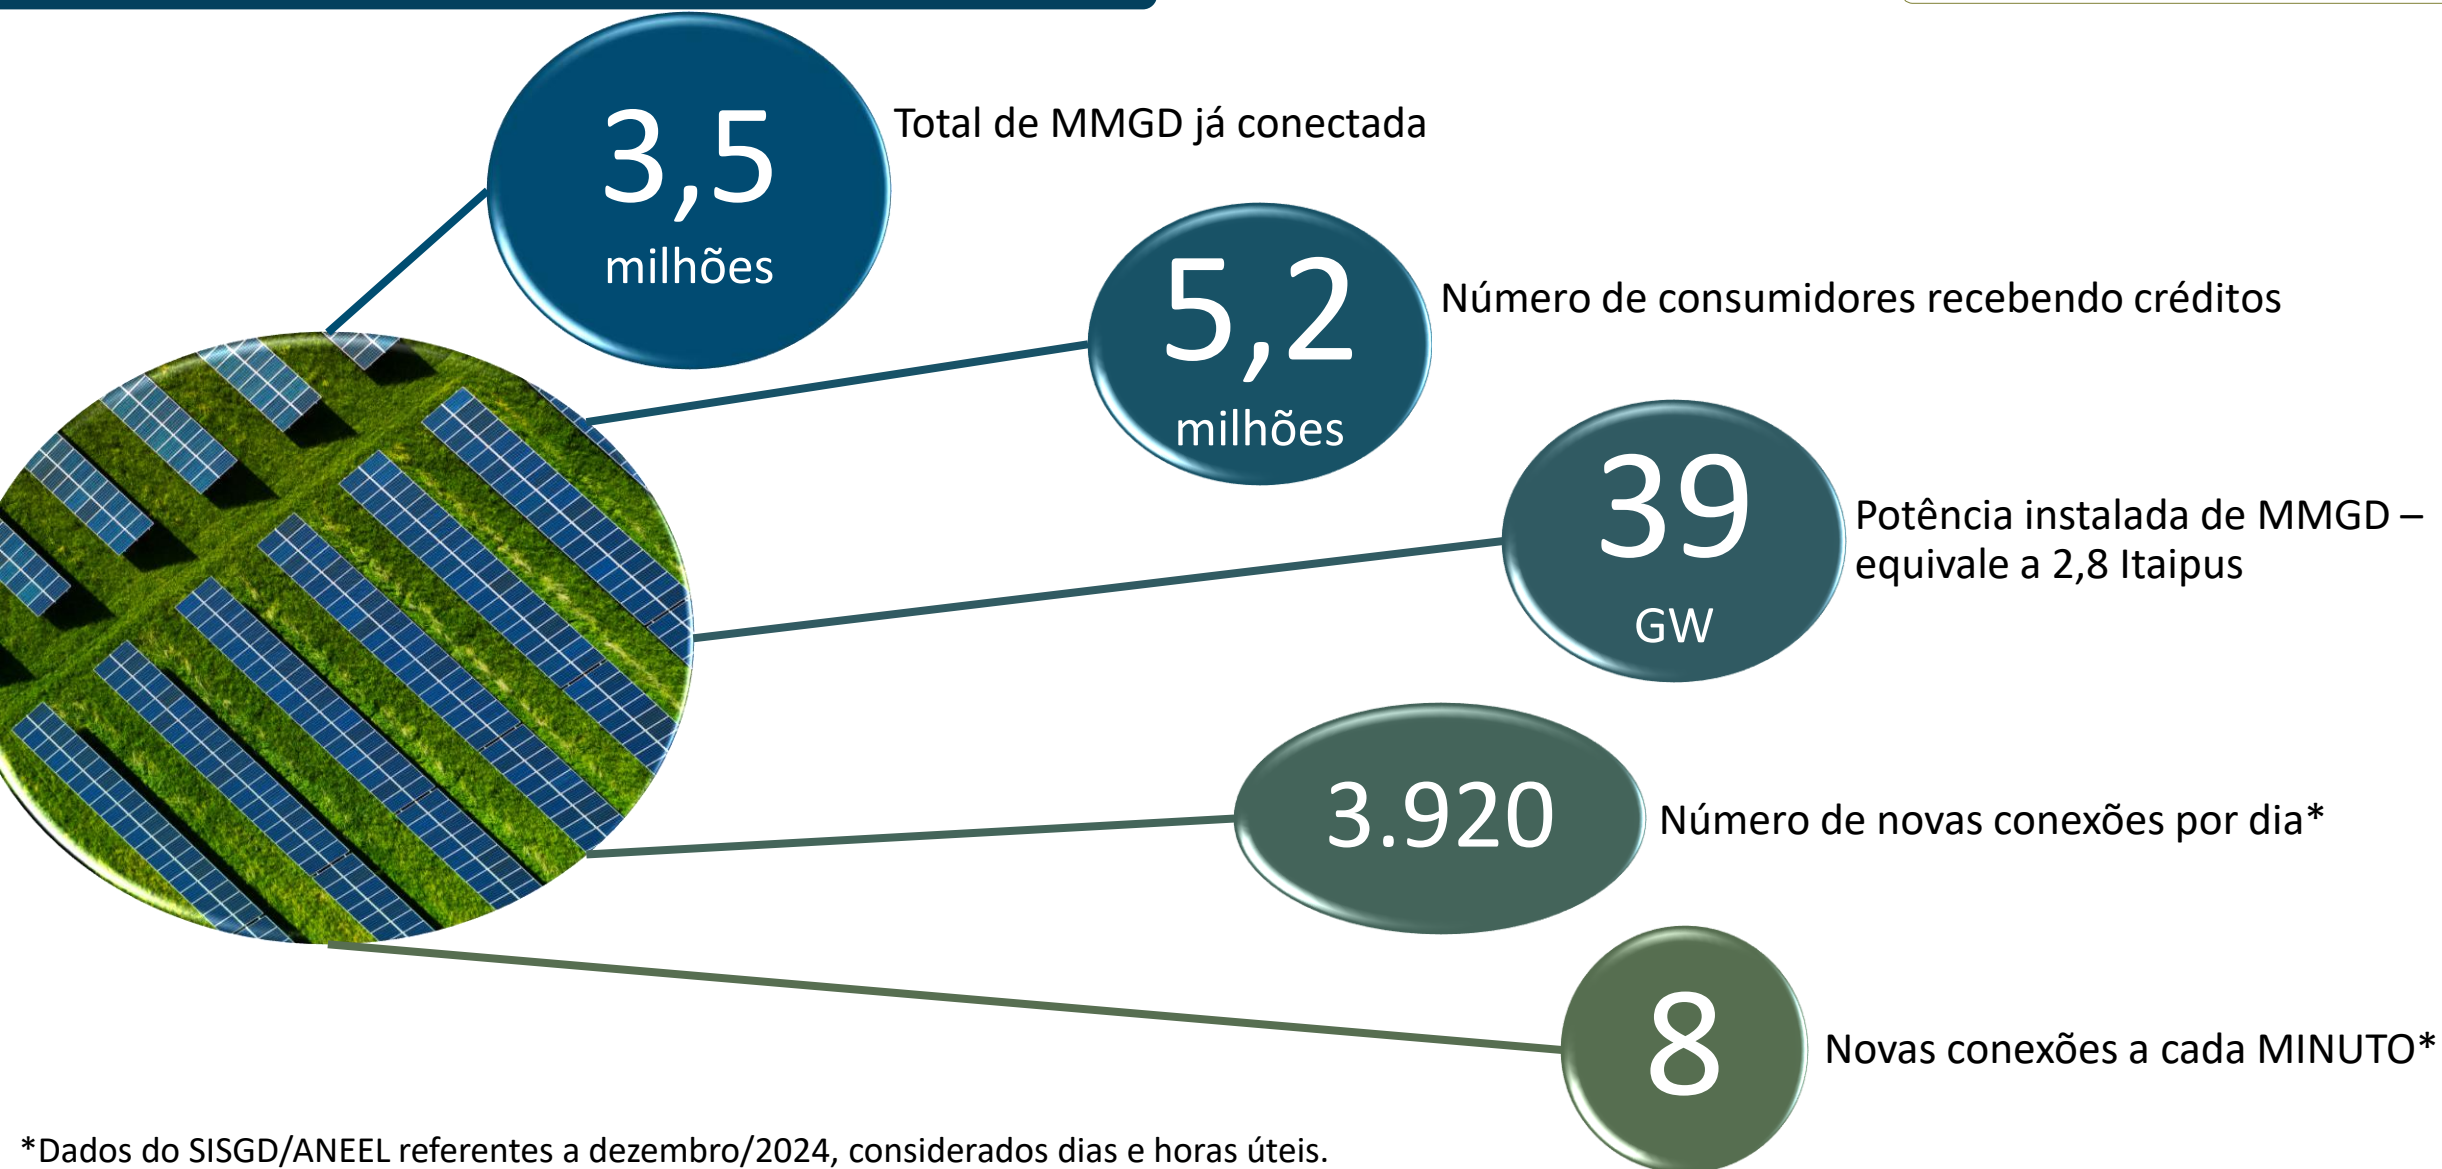 3,5
milhões
Total de MMGD já conectada
5,2
milhões
Número de consumidores recebendo créditos
39
GW
Potência instalada de MMGD –
equivale a 2,8 Itaipus
3.920
Número de novas conexões por dia*
8
Novas conexões a cada MINUTO*
*Dados do SISGD/ANEEL referentes a dezembro/2024, considerados dias e horas úteis.